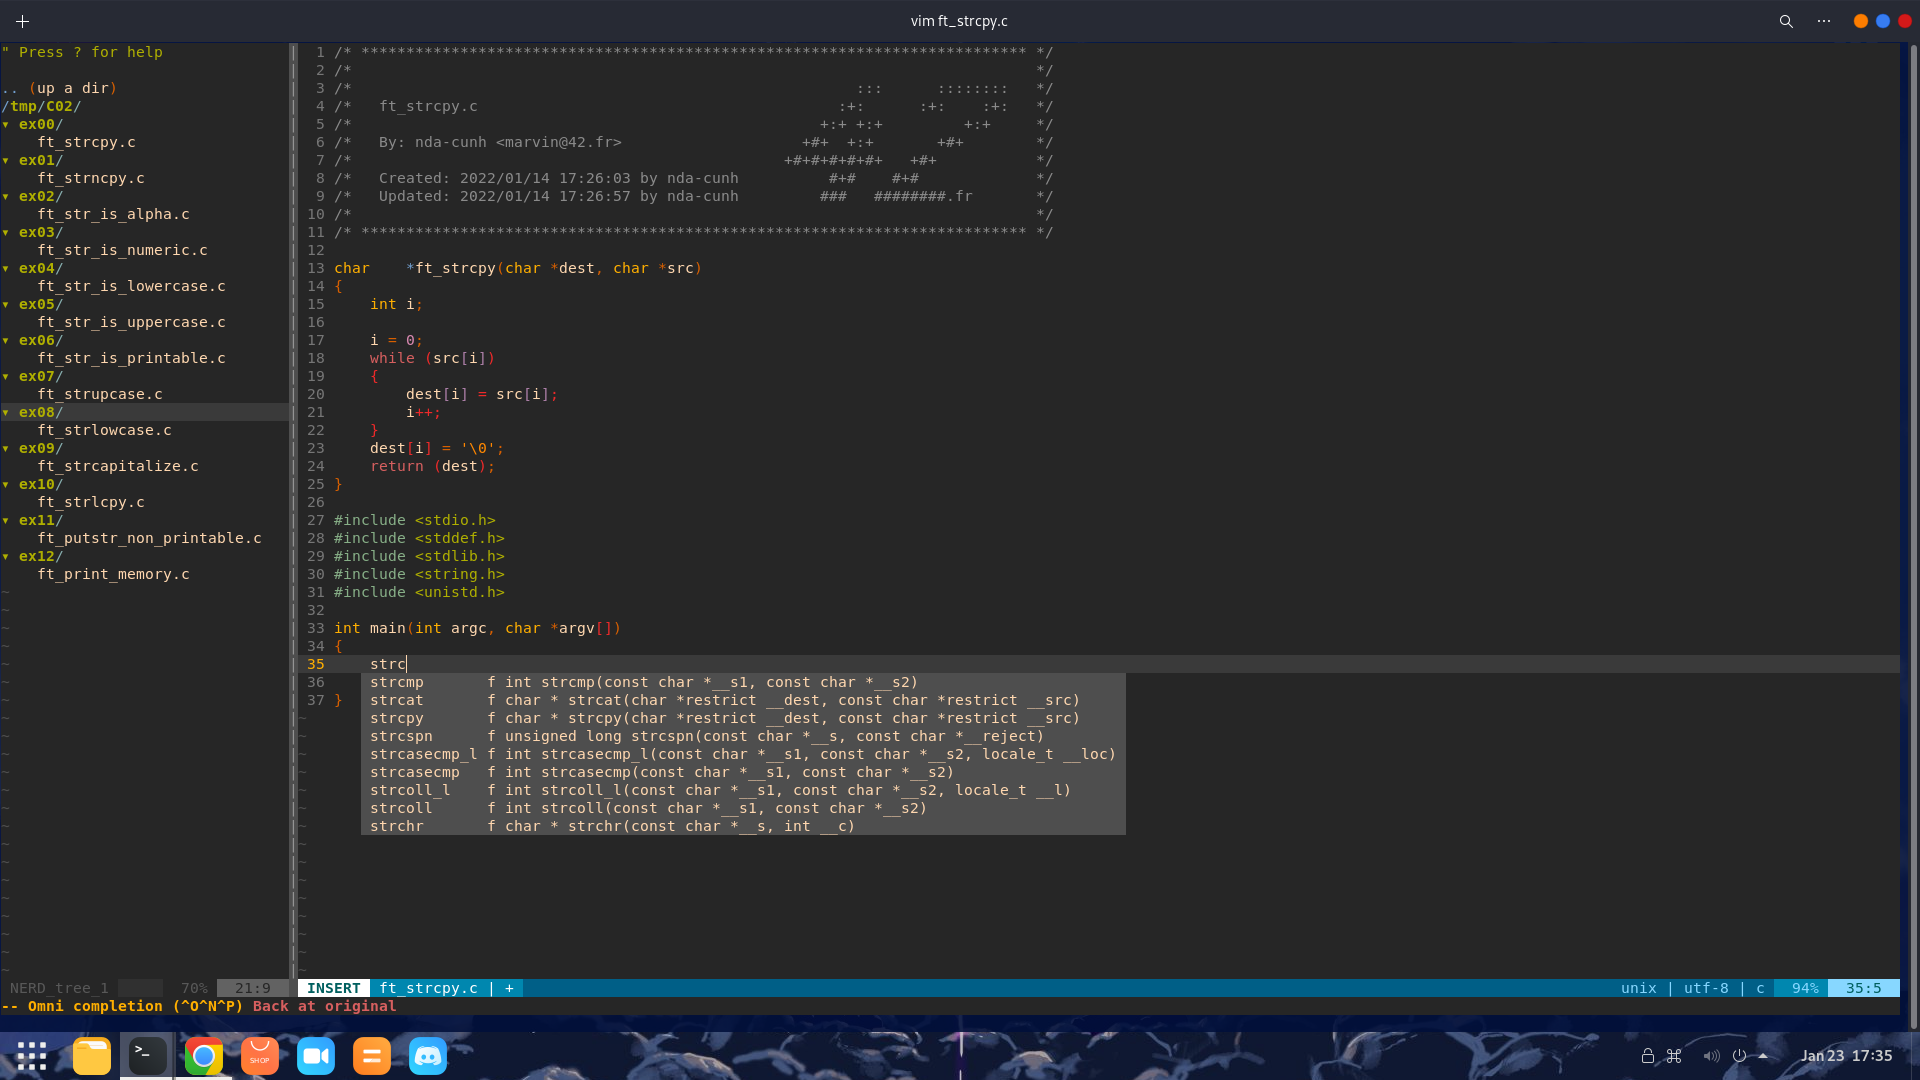 vim ft_strcpy.c
" Press ? for help
.. (up a dir)
/tmp/C02/
▾ ex00/
ft_strcpy.c
▾ ex01/
ft_strncpy.c
▾ ex02/
ft_str_is_alpha.c
▾ ex03/
ft_str_is_numeric.c
▾ ex04/
ft_str_is_lowercase.c
▾ ex05/
ft_str_is_uppercase.c
▾ ex06/
ft_str_is_printable.c
▾ ex07/
ft_strupcase.c
▾ ex08/
ft_strlowcase.c
▾ ex09/
ft_strcapitalize.c
▾ ex10/
ft_strlcpy.c
▾ ex11/
ft_putstr_non_printable.c
▾ ex12/
ft_print_memory.c
NERD_tree_1 70% 21:9
1 /* ************************************************************************** */
2 /*                                                                            */
3 /*                                                        :::      ::::::::   */
4 /*   ft_strcpy.c                                        :+:      :+:    :+:   */
5 /*                                                    +:+ +:+         +:+     */
6 /*   By: nda-cunh <marvin@42.fr>                    +#+  +:+       +#+        */
7 /*                                                +#+#+#+#+#+   +#+           */
8 /*   Created: 2022/01/14 17:26:03 by nda-cunh          #+#    #+#             */
9 /*   Updated: 2022/01/14 17:26:57 by nda-cunh         ###   ########.fr       */
10 /*                                                                            */
11 /* ************************************************************************** */
12
13 char    *ft_strcpy(char *dest, char *src)
14 {
15     int i;
16
17     i = 0;
18     while (src[i])
19     {
20         dest[i] = src[i];
21         i++;
22     }
23     dest[i] = '\0';
24     return (dest);
25 }
26
27 #include <stdio.h>
28 #include <stddef.h>
29 #include <stdlib.h>
30 #include <string.h>
31 #include <unistd.h>
32
33 int main(int argc, char *argv[])
34 {
35     strc
36
37 }
strcmp f int strcmp(const char *__s1, const char *__s2)
strcat f char * strcat(char *restrict __dest, const char *restrict __src)
strcpy f char * strcpy(char *restrict __dest, const char *restrict __src)
strcspn f unsigned long strcspn(const char *__s, const char *__reject)
strcasecmp_l f int strcasecmp_l(const char *__s1, const char *__s2, locale_t __loc)
strcasecmp f int strcasecmp(const char *__s1, const char *__s2)
strcoll_l f int strcoll_l(const char *__s1, const char *__s2, locale_t __l)
strcoll f int strcoll(const char *__s1, const char *__s2)
strchr f char * strchr(const char *__s, int __c)
INSERT ft_strcpy.c | + unix | utf-8 | c 94% 35:5
-- Omni completion (^O^N^P) Back at original
SHOP
Jan 23 17:35